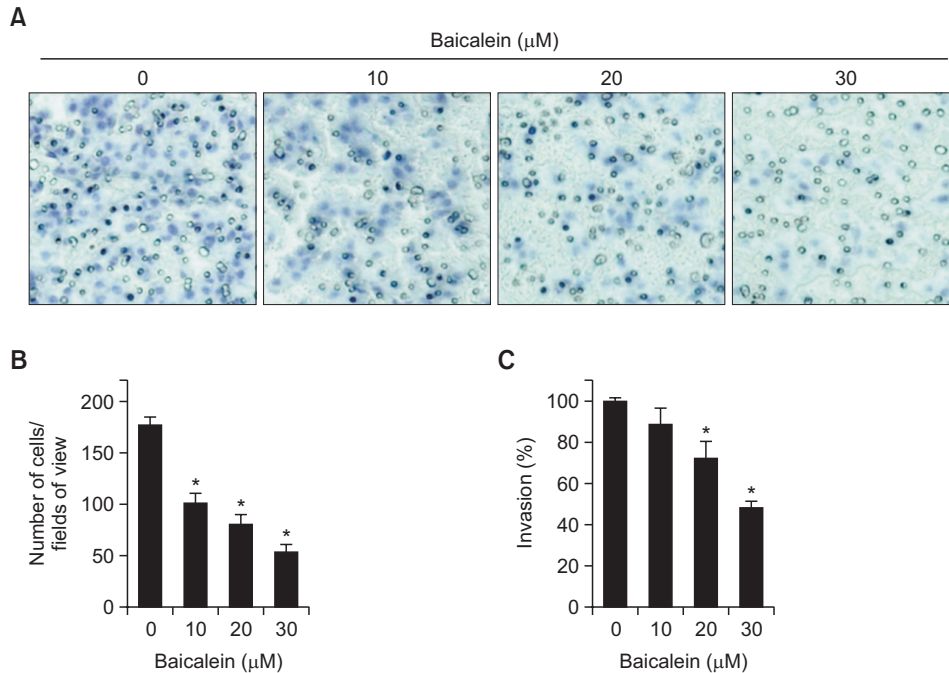 A
Baicalein (μM)
0 10 20 30
B
Number of cells/
fields of view
200
150
100
50
0
* * *
0 10 20 30
Baicalein (μM)
C
Invasion (%)
100
80
60
40
20
0
* *
0 10 20 30
Baicalein (μM)